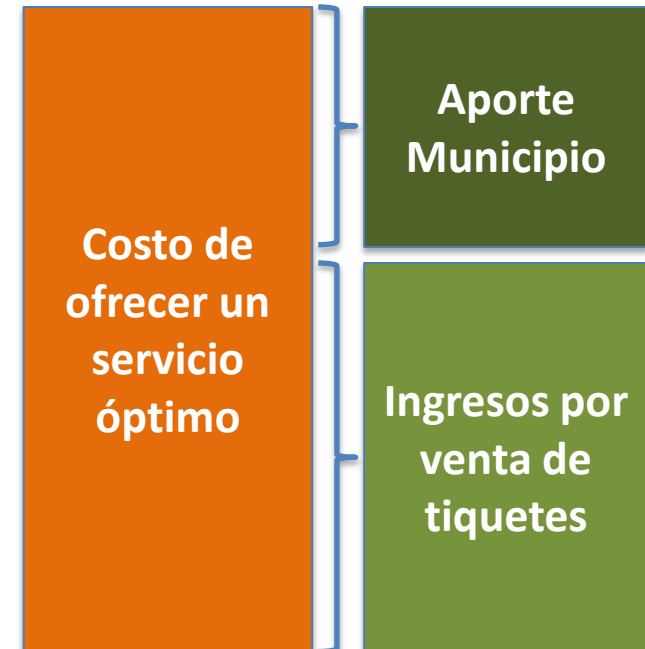 Costo de
ofrecer un
servicio
óptimo
Aporte
Municipio
Ingresos por
venta de
tiquetes